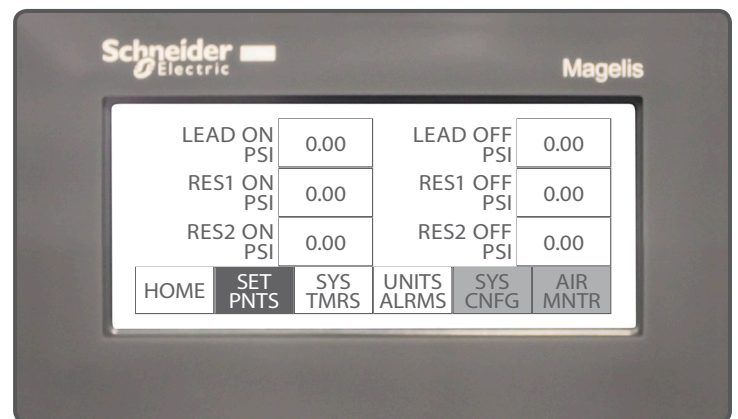 Schneider
Electric
Magelis
LEAD ON
PSI
0.00
LEAD OFF
PSI
0.00
RES1 ON
PSI
0.00
RES1 OFF
PSI
0.00
RES2 ON
PSI
0.00
RES2 OFF
PSI
0.00
HOME
SET
PNTS
SYS
TMRS
UNITS
ALRMS
SYS
CNFG
AIR
MNTR